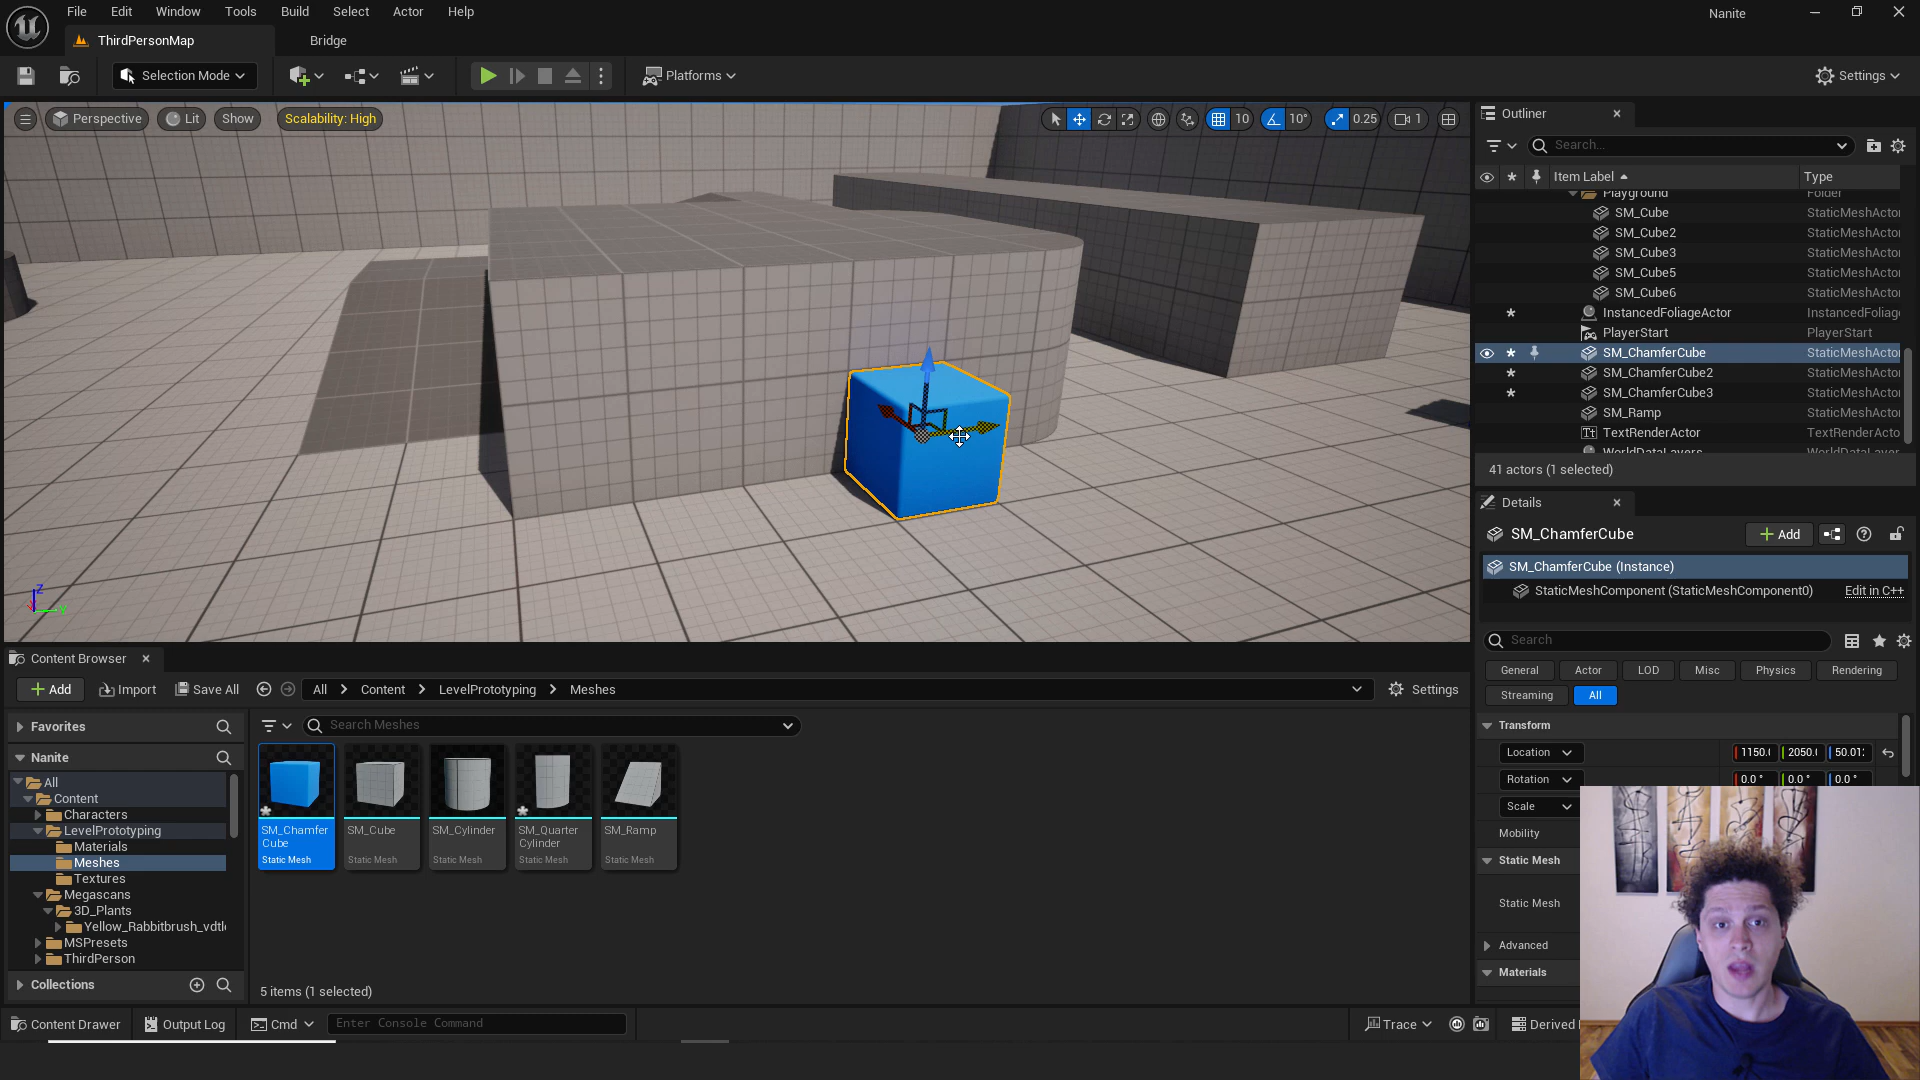 File Edit Window Tools Build Select Actor Help
Nanite
ThirdPersonMap Bridge
Selection Mode Platforms Settings
Perspective Lit Show Scalability: High 10 10° 0.25 1
Outliner
Search...
Item Label Type
Playground Folder
SM_Cube StaticMeshActor
SM_Cube2 StaticMeshActor
SM_Cube3 StaticMeshActor
SM_Cube5 StaticMeshActor
SM_Cube6 StaticMeshActor
InstancedFoliageActor InstancedFoliage
PlayerStart PlayerStart
SM_ChamferCube StaticMeshActor
SM_ChamferCube2 StaticMeshActor
SM_ChamferCube3 StaticMeshActor
SM_Ramp StaticMeshActor
TextRenderActor TextRenderActo
WorldDataLayers
41 actors (1 selected)
Details
SM_ChamferCube
Add
SM_ChamferCube (Instance)
StaticMeshComponent (StaticMeshComponent0) Edit in C++
Search
General Actor LOD Misc Physics Rendering
Streaming All
Transform
Location 1150. 2050. 50.01
Rotation 0.0 ° 0.0 ° 0.0 °
Scale
Mobility
Static Mesh
Static Mesh
Advanced
Materials
Z
Y
Content Browser
Add Import Save All All Content LevelPrototyping Meshes Settings
Favorites
Search Meshes
Nanite
All
Content
Characters
LevelPrototyping
Materials
Meshes
Textures
Megascans
3D_Plants
Yellow_Rabbitbrush_vdtl
MSPresets
ThirdPerson
Collections
SM_Chamfer
Cube
Static Mesh
SM_Cube
Static Mesh
SM_Cylinder
Static Mesh
SM_Quarter
Cylinder
Static Mesh
SM_Ramp
Static Mesh
5 items (1 selected)
Content Drawer Output Log Cmd Enter Console Command Trace Derived